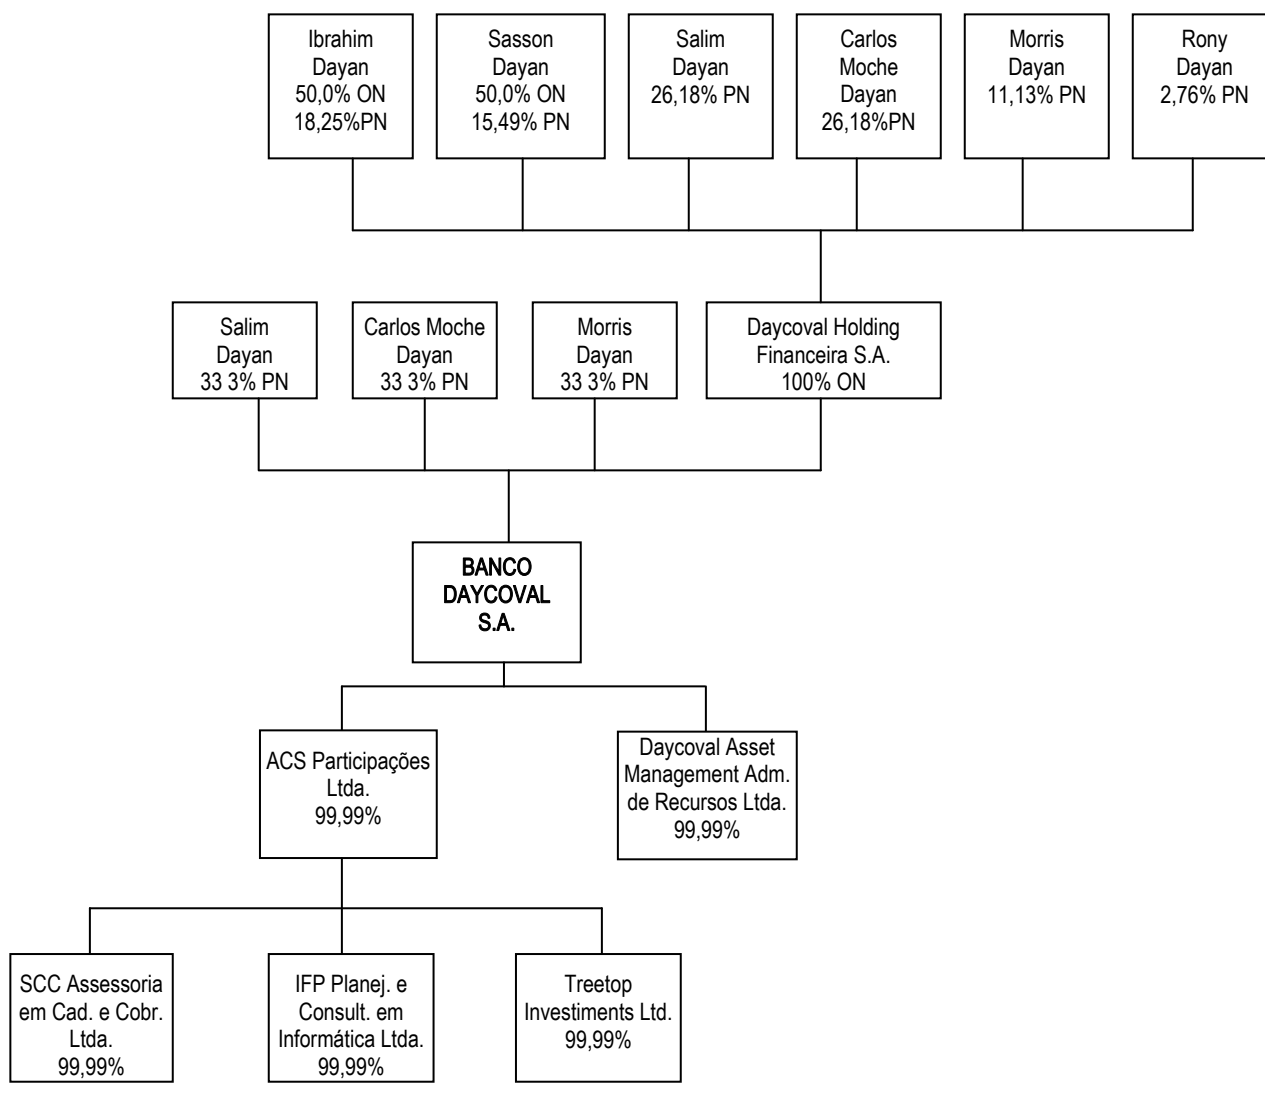 Ibrahim
Dayan
50,0% ON
18,25%PN
Sasson
Dayan
50,0% ON
15,49% PN
Salim
Dayan
26,18% PN
Carlos
Moche
Dayan
26,18%PN
Morris
Dayan
11,13% PN
Rony
Dayan
2,76% PN
Salim
Dayan
33 3% PN
Carlos Moche
Dayan
33 3% PN
Morris
Dayan
33 3% PN
Daycoval Holding
Financeira S.A.
100% ON
BANCO
DAYCOVAL
S.A.
ACS Participações
Ltda.
99,99%
Daycoval Asset
Management Adm.
de Recursos Ltda.
99,99%
SCC Assessoria
em Cad. e Cobr.
Ltda.
99,99%
IFP Planej. e
Consult. em
Informática Ltda.
99,99%
Treetop
Investiments Ltd.
99,99%